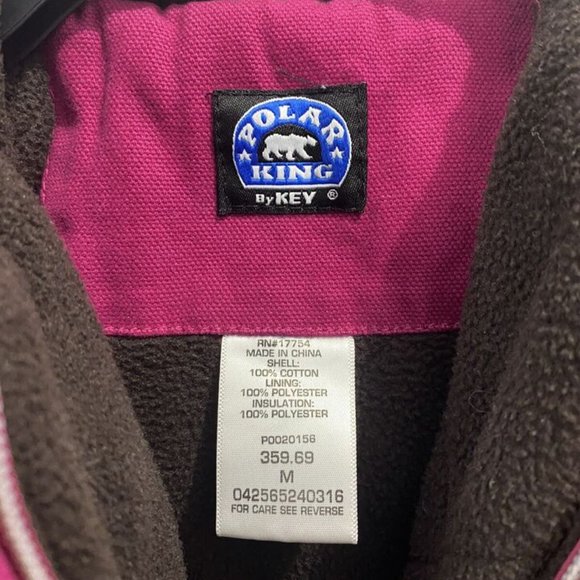 POLAR
KING
By KEY ®
RN#17754
MADE IN CHINA
SHELL:
100% COTTON
LINING:
100% POLYESTER
INSULATION:
100% POLYESTER
P0020156
359.69
M
042565240316
FOR CARE SEE REVERSE